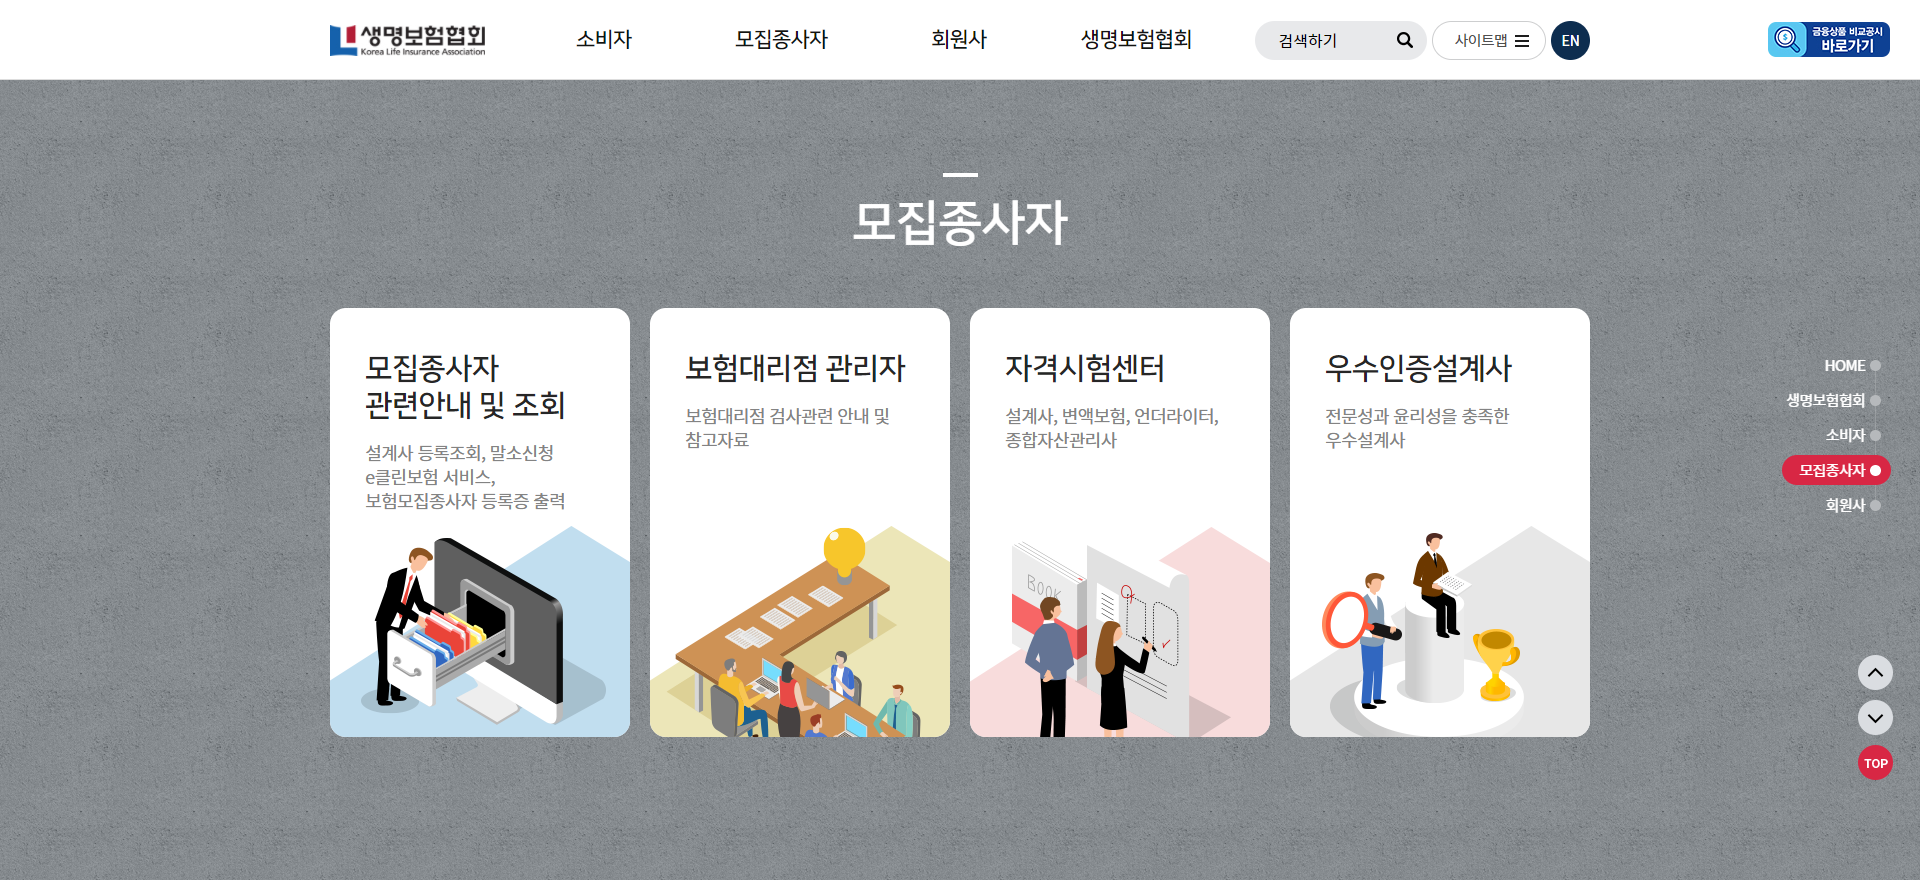 생명보험협회
Korea Life Insurance Association
소비자
모집종사자
회원사
생명보험협회
검색하기
사이트맵
EN
금융상품 비교공시
바로가기
모집종사자
모집종사자
관련안내 및 조회
설계사 등록조회, 말소신청
e클린보험 서비스,
보험모집종사자 등록증 출력
보험대리점 관리자
보험대리점 검사관련 안내 및
참고자료
자격시험센터
설계사, 변액보험, 언더라이터,
종합자산관리사
BOOK
우수인증설계사
전문성과 윤리성을 충족한
우수설계사
HOME
생명보험협회
소비자
모집종사자
회원사
TOP